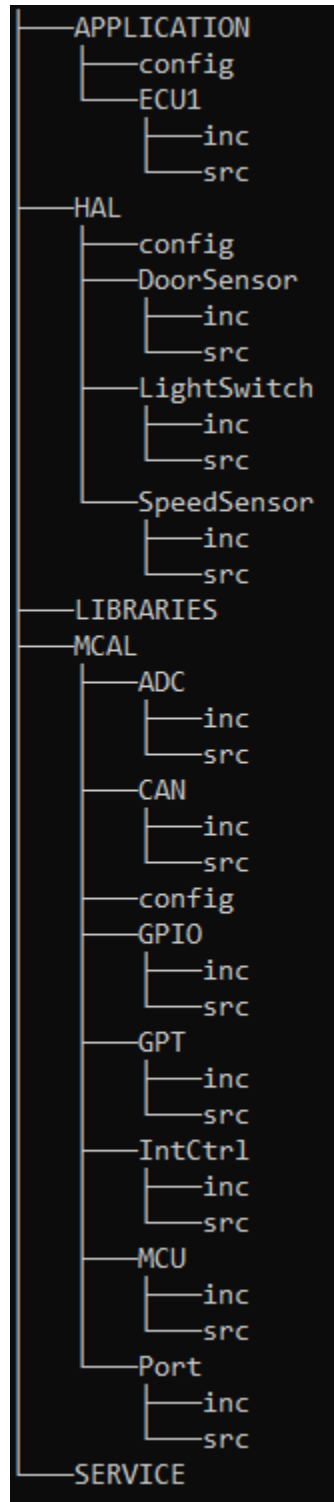 APPLICATION
config
ECU1
inc
src
HAL
config
DoorSensor
inc
src
LightSwitch
inc
src
SpeedSensor
inc
src
LIBRARIES
MCAL
ADC
inc
src
CAN
inc
src
config
GPIO
inc
src
GPT
inc
src
IntCtrl
inc
src
MCU
inc
src
Port
inc
src
SERVICE